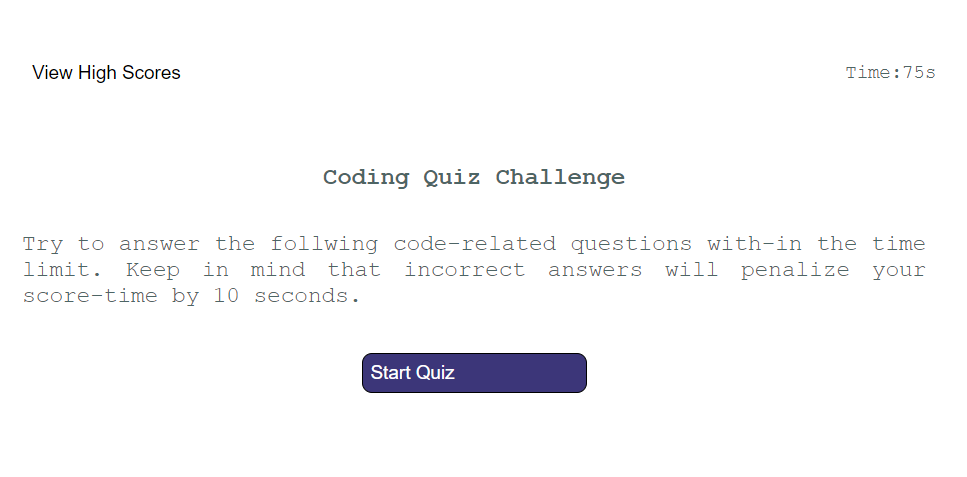 View High Scores
Time:75s
Coding Quiz Challenge
Try to answer the follwing code-related questions with-in the time
limit. Keep in mind that incorrect answers will penalize your
score-time by 10 seconds.
Start Quiz